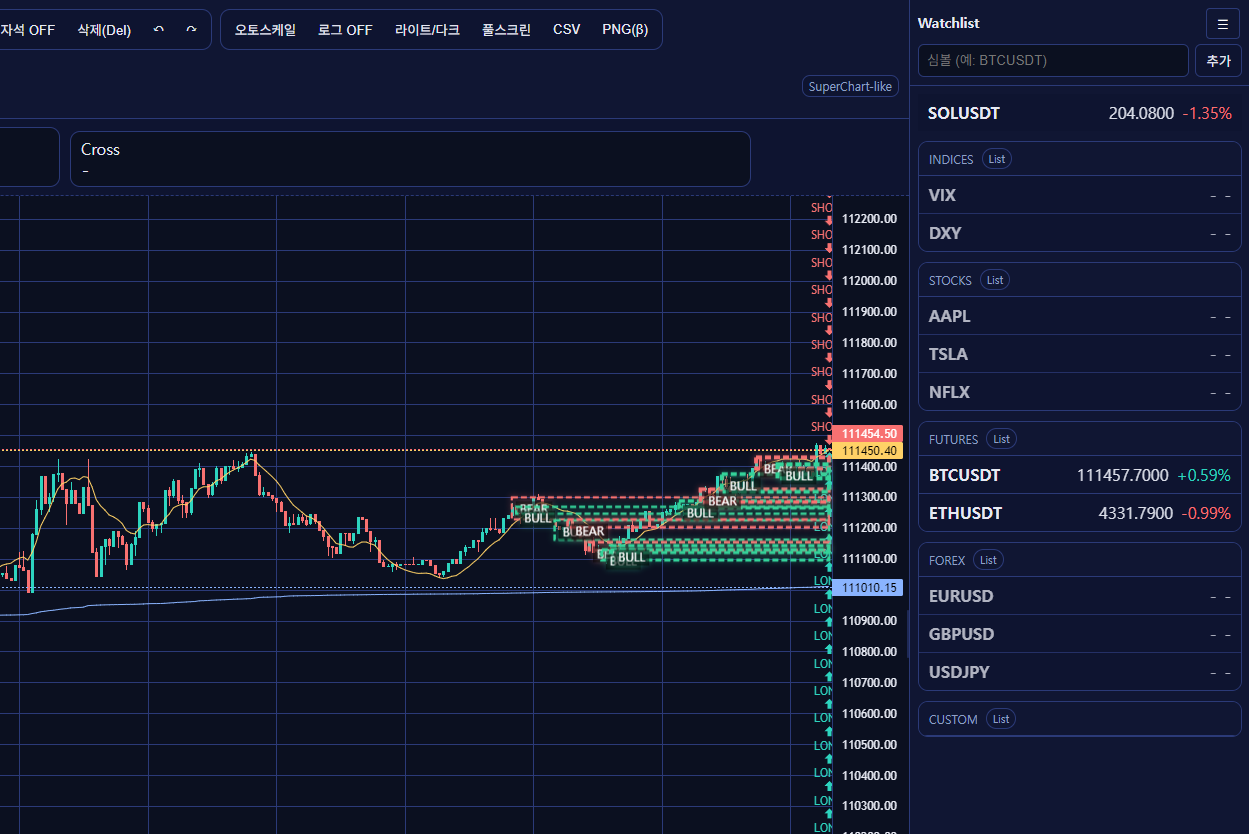 자석 OFF 삭제(Del) ↶ ↷ 오토스케일 로그 OFF 라이트/다크 풀스크린 CSV PNG(β)
SuperChart-like
Cross
-
SHO
112200.00
SHO
112100.00
SHO
112000.00
SHO
111900.00
SHO
111800.00
SHO
111700.00
SHO
111600.00
SHO
SHO
111454.50
111450.40
111400.00
BULL
BULL
BEAR
111300.00
BEAR
BULL
BULL
BEAR
111200.00
BULL
111100.00
LON
111010.15
LON
110900.00
LON
110800.00
LON
110700.00
LON
110600.00
LON
110500.00
LON
110400.00
LON
110300.00
LON
LON
Watchlist
☰
심볼 (예: BTCUSDT) 추가
SOLUSDT 204.0800 -1.35%
INDICES List
VIX - -
DXY - -
STOCKS List
AAPL - -
TSLA - -
NFLX - -
FUTURES List
BTCUSDT 111457.7000 +0.59%
ETHUSDT 4331.7900 -0.99%
FOREX List
EURUSD - -
GBPUSD - -
USDJPY - -
CUSTOM List